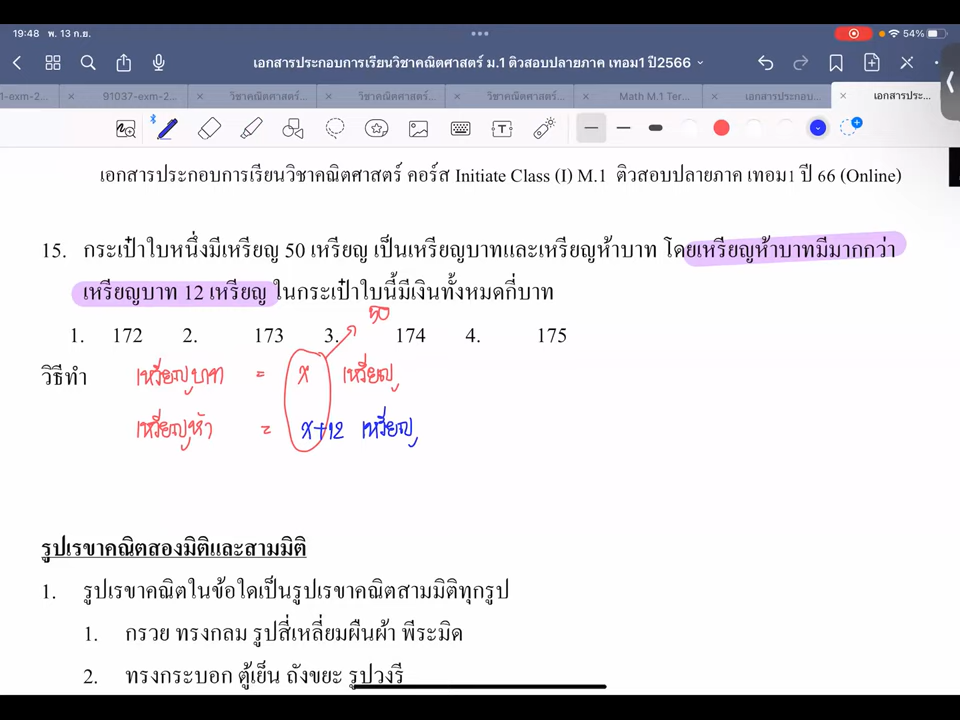 19:48 พ. 13 ก.ย. 54%
เอกสารประกอบการเรียนวิชาคณิตศาสตร์ ม.1 ติวสอบปลายภาค เทอม1 ปี2566
1-exm-2... 91037-exm-2... วิชาคณิตศาสตร์... วิชาคณิตศาสตร์... วิชาคณิตศาสตร์... Math M.1 Ter... เอกสารประกอบ... เอกสารประ...
เอกสารประกอบการเรียนวิชาคณิตศาสตร์ คอร์ส Initiate Class (I) M.1 ติวสอบปลายภาค เทอม1 ปี 66 (Online)
15. กระเป๋าใบหนึ่งมีเหรียญ 50 เหรียญ เป็นเหรียญบาทและเหรียญห้าบาท โดยเหรียญห้าบาทมีมากกว่า
เหรียญบาท 12 เหรียญ ในกระเป๋าใบนี้มีเงินทั้งหมดกี่บาท
50
1. 172 2. 173 3. 174 4. 175
วิธีทำ เหรียญบาท = x เหรียญ
เหรียญห้า = x+12 เหรียญ
รูปเรขาคณิตสองมิติและสามมิติ
1. รูปเรขาคณิตในข้อใดเป็นรูปเรขาคณิตสามมิติทุกรูป
1. กรวย ทรงกลม รูปสี่เหลี่ยมผืนผ้า พีระมิด
2. ทรงกระบอก ตู้เย็น ถังขยะ รูปวงรี